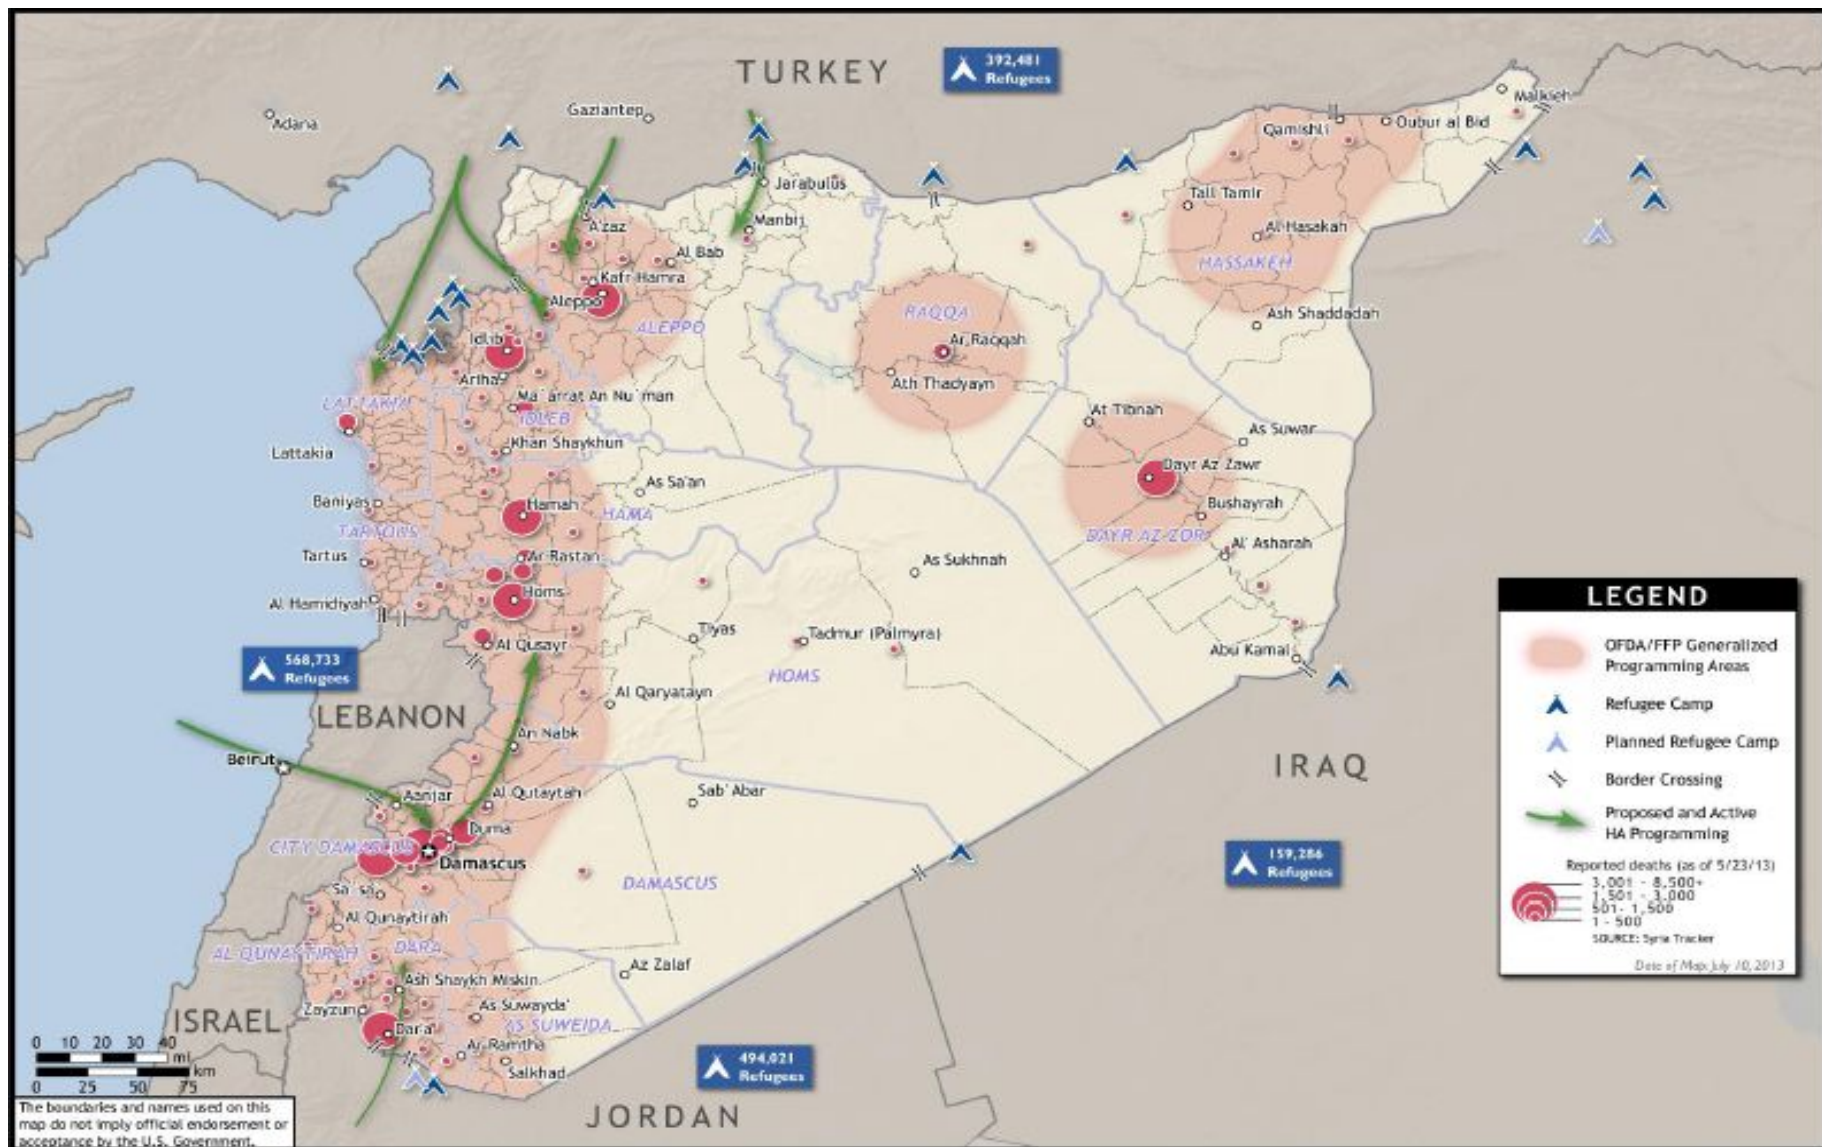 TURKEY
392,481
Refugees
Adana
Gaziantep
Malkieh
Qamishli
Qubur al Bid
Jarabulus
Tall Tamir
Manbij
A'zaz
Al Hasakah
Al Bab
HASSAKEH
Kafr Hamra
Aleppo
RAQQA
Ash Shaddadah
ALEPPO
Idlib
Ar Raqqah
Ariha
Ath Thadyayn
Ma`arrat An Nu`man
LATTAKIA
At Tibnah
IDLEB
As Suwar
Khan Shaykhun
Lattakia
Dayr Az Zawr
As Sa'an
Baniyas
Hamah
Bushayrah
HAMA
TARTOUS
DAYR AZ ZOR
Al' Asharah
Tartus
Ar Rastan
As Sukhnah
Homs
Al Hamidiyah
Tiyas
Tadmur (Palmyra)
Al Qusayr
Abu Kamal
568,733
Refugees
HOMS
Al Qaryatayn
LEBANON
An Nabk
Beirut
IRAQ
Aanjar
Al Qutaytah
Sab' Abar
Duma
CITY DAMASCUS
Damascus
159,286
Refugees
Sa`sa
DAMASCUS
Al Qunaytirah
AL QUNAYTIRAH
DARA
Az Zalaf
Ash Shaykh Miskin
Zayzun
As Suwayda'
ISRAEL
AS SUWEIDA
Dar'a
Ar Ramtha
494,021
Refugees
Salkhad
JORDAN
LEGEND
OFDA/FFP Generalized
Programming Areas
Refugee Camp
Planned Refugee Camp
Border Crossing
Proposed and Active
HA Programming
Reported deaths (as of 5/23/13)
3,001 - 8,500+
1,501 - 3,000
501- 1,500
1 - 500
SOURCE: Syria Tracker
Date of Map: July 10, 2013
0 10 20 30 40
mi
km
0 25 50 75
The boundaries and names used on this
map do not imply official endorsement or
acceptance by the U.S. Government.